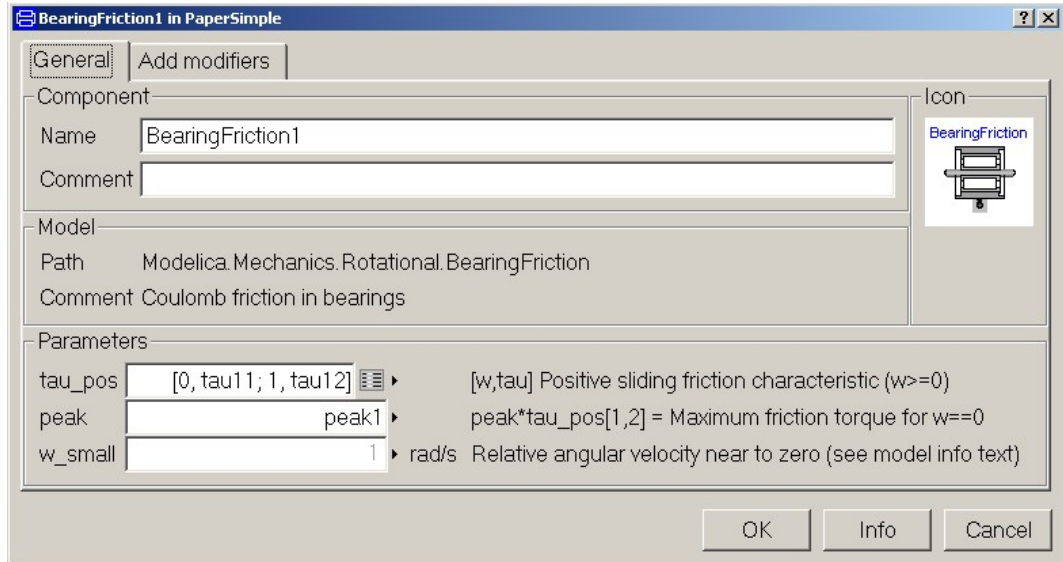 BearingFriction1 in PaperSimple
General
Add modifiers
Component
Name BearingFriction1
Comment
Icon
BearingFriction
Model
Path Modelica.Mechanics.Rotational.BearingFriction
Comment Coulomb friction in bearings
Parameters
tau_pos [0, tau11; 1, tau12] [w,tau] Positive sliding friction characteristic (w>=0)
peak peak1 peak*tau_pos[1,2] = Maximum friction torque for w==0
w_small 1 rad/s Relative angular velocity near to zero (see model info text)
OK Info Cancel